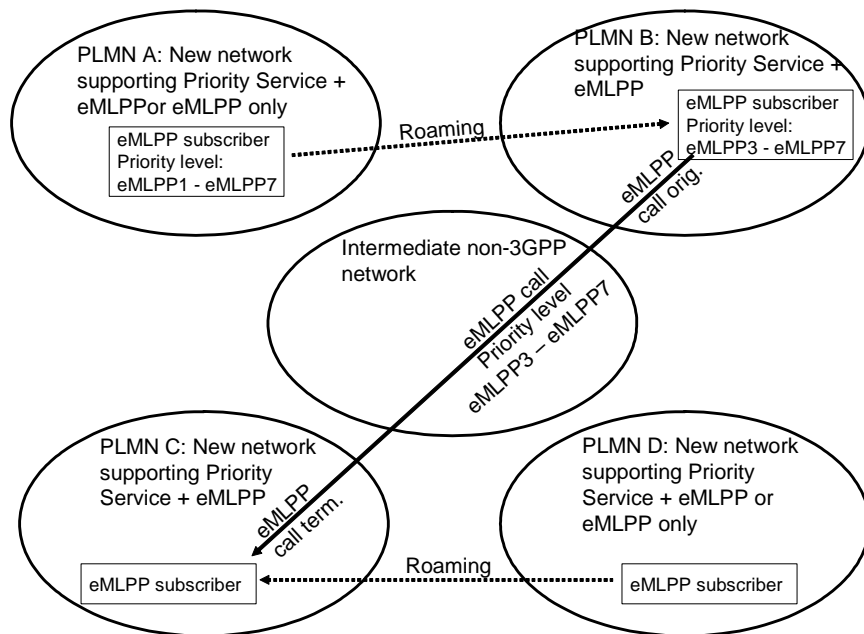 PLMN A: New network
supporting Priority Service +
eMLPPor eMLPP only
eMLPP subscriber
Priority level:
eMLPP1 - eMLPP7
Roaming
PLMN B: New network
supporting Priority Service +
eMLPP
eMLPP subscriber
Priority level:
eMLPP3 - eMLPP7
eMLPP
call orig.
Intermediate non-3GPP
network
eMLPP call
Priority level
eMLPP3 – eMLPP7
PLMN C: New network
supporting Priority
Service + eMLPP
eMLPP
call term.
eMLPP subscriber
Roaming
PLMN D: New network
supporting Priority
Service + eMLPP or
eMLPP only
eMLPP subscriber